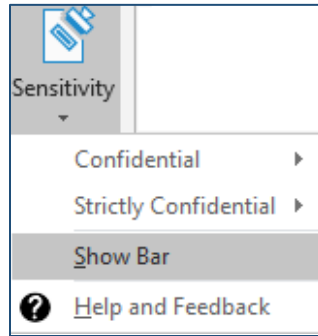 Sensitivity
Confidential
Strictly Confidential
Show Bar
Help and Feedback